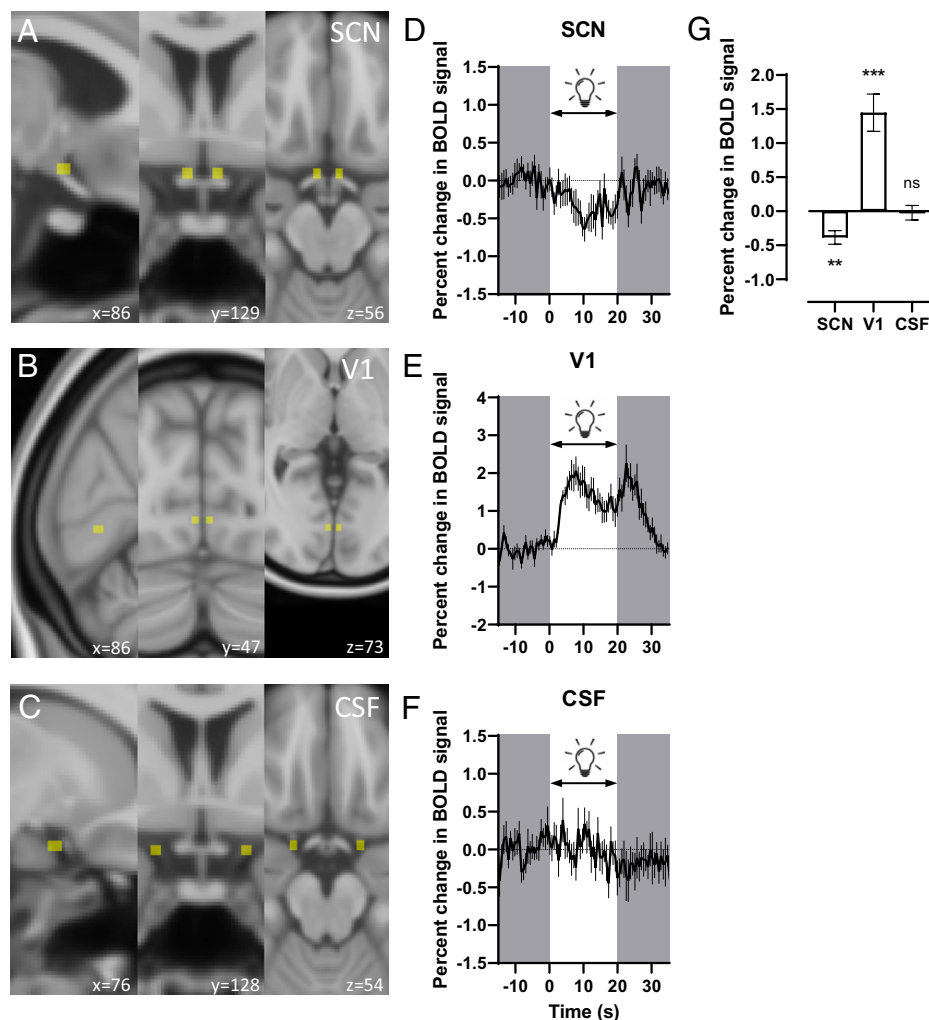 A SCN
x=86 y=129 z=56
B V1
x=86 y=47 z=73
C CSF
x=76 y=128 z=54
D SCN
Percent change in BOLD signal
1.5
1.0
0.5
0.0
-0.5
-1.0
-1.5
-10 0 10 20 30
E V1
Percent change in BOLD signal
4
3
2
1
0
-1
-2
-10 0 10 20 30
F CSF
Percent change in BOLD signal
1.5
1.0
0.5
0.0
-0.5
-1.0
-1.5
-10 0 10 20 30
Time (s)
G
Percent change in BOLD signal
2.0
1.5
1.0
0.5
0.0
-0.5
-1.0
***
ns
**
SCN V1 CSF